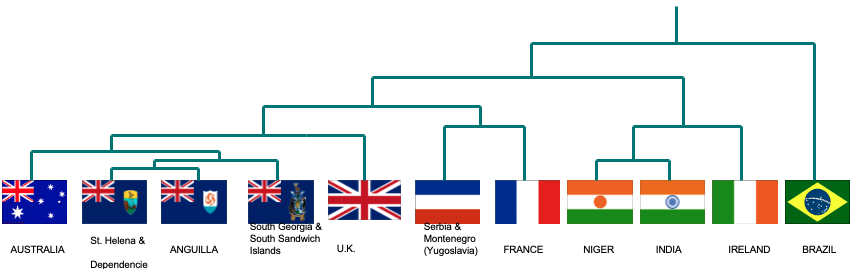 AUSTRALIA
St. Helena &
Dependencie
ANGUILLA
South Georgia &
South Sandwich
Islands
U.K.
Serbia &
Montenegro
(Yugoslavia)
FRANCE
NIGER
INDIA
IRELAND
BRAZIL